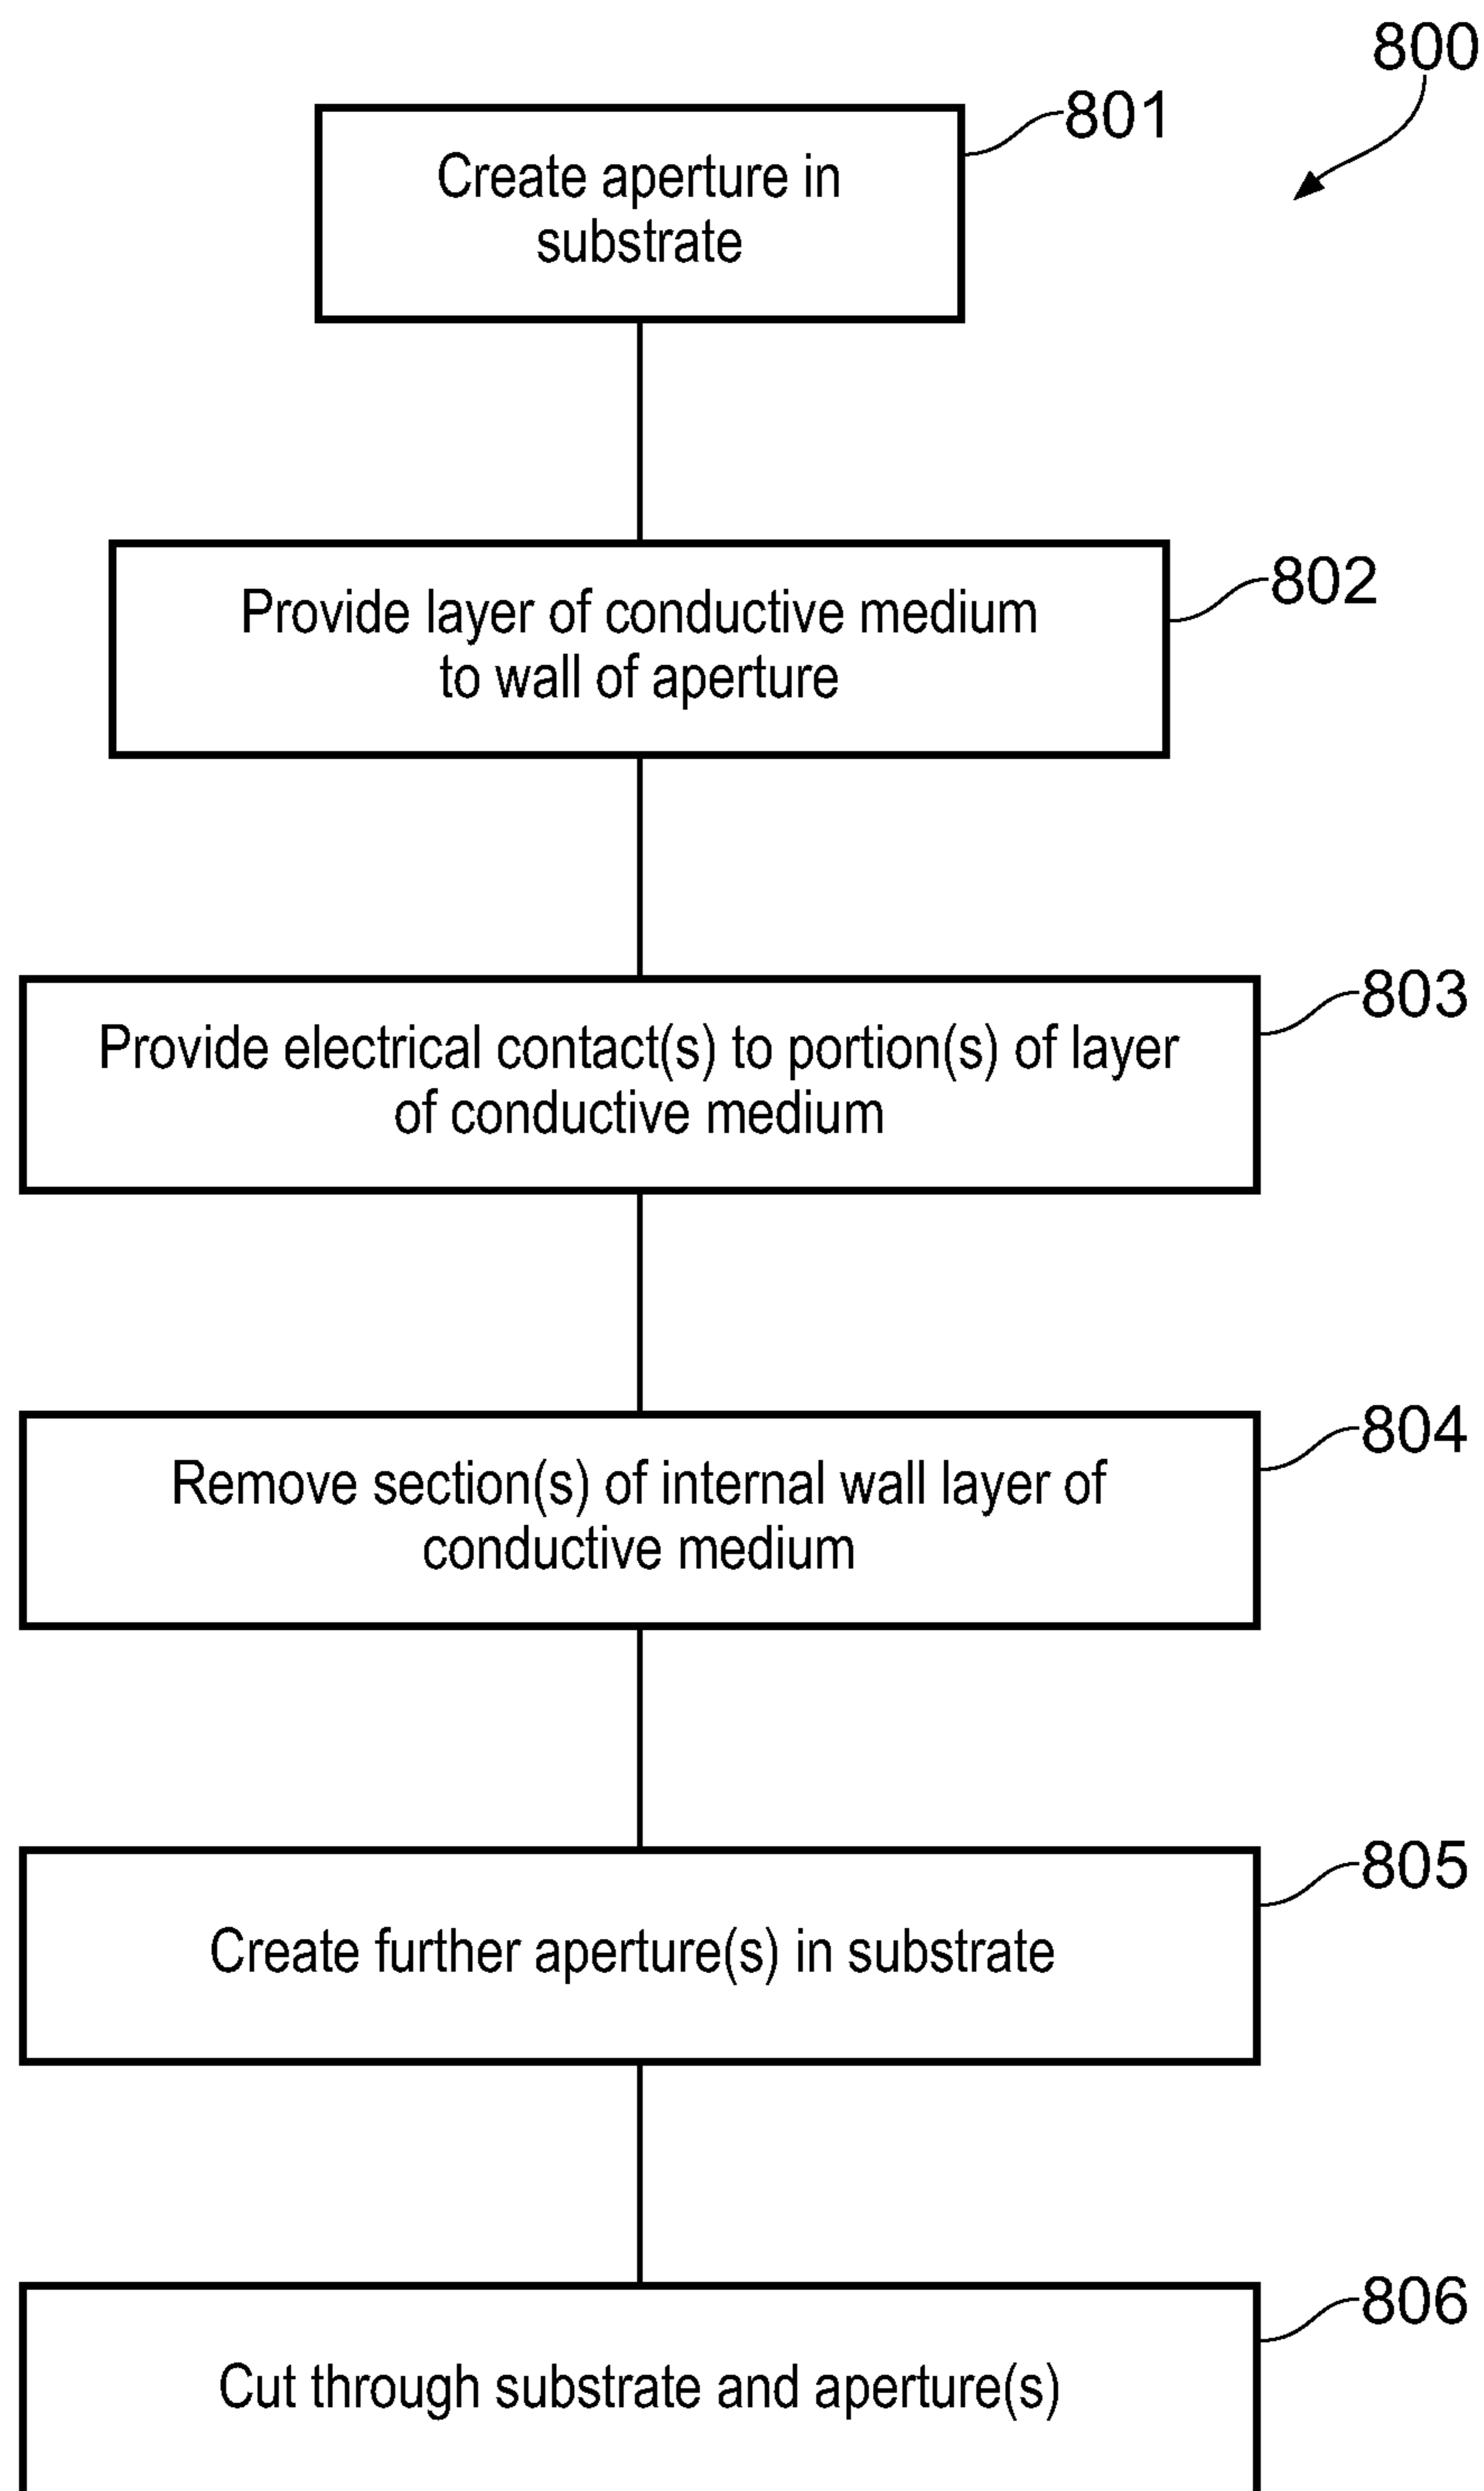 800
801
Create aperture in
substrate
802
Provide layer of conductive medium
to wall of aperture
803
Provide electrical contact(s) to portion(s) of layer
of conductive medium
804
Remove section(s) of internal wall layer of
conductive medium
805
Create further aperture(s) in substrate
806
Cut through substrate and aperture(s)